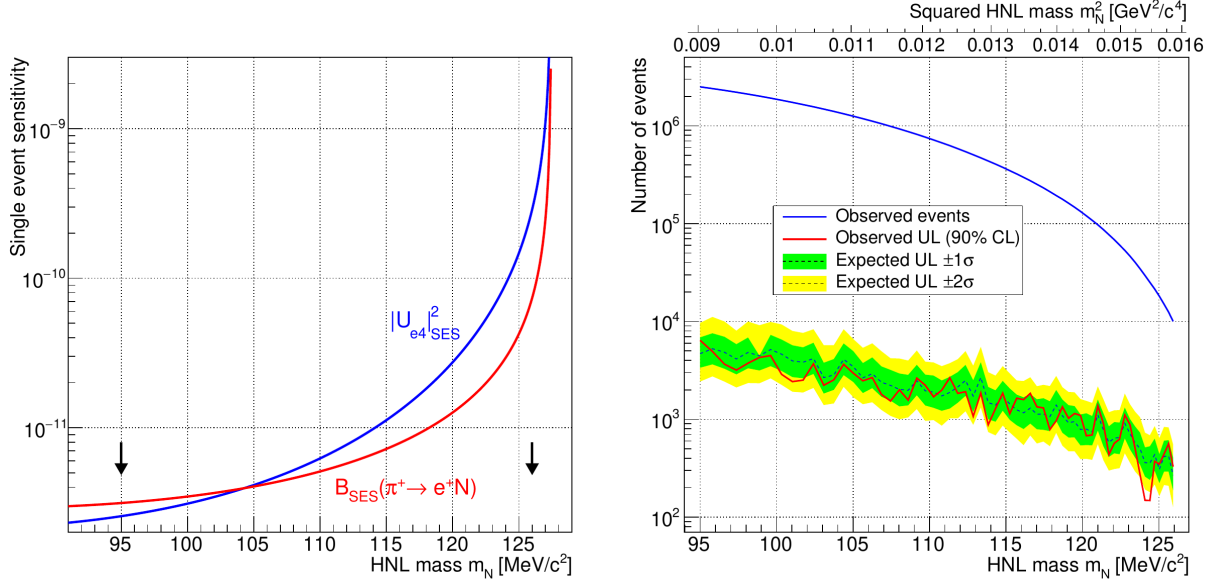 Single event sensitivity
10⁻⁹
10⁻¹⁰
10⁻¹¹
|U_e4|²_SES
B_SES(π⁺→ e⁺N)
95 100 105 110 115 120 125
HNL mass m_N [MeV/c²]
Squared HNL mass m_N² [GeV²/c⁴]
0.009 0.01 0.011 0.012 0.013 0.014 0.015 0.016
Number of events
10⁶
10⁵
10⁴
10³
10²
Observed events
Observed UL (90% CL)
Expected UL ±1σ
Expected UL ±2σ
95 100 105 110 115 120 125
HNL mass m_N [MeV/c²]